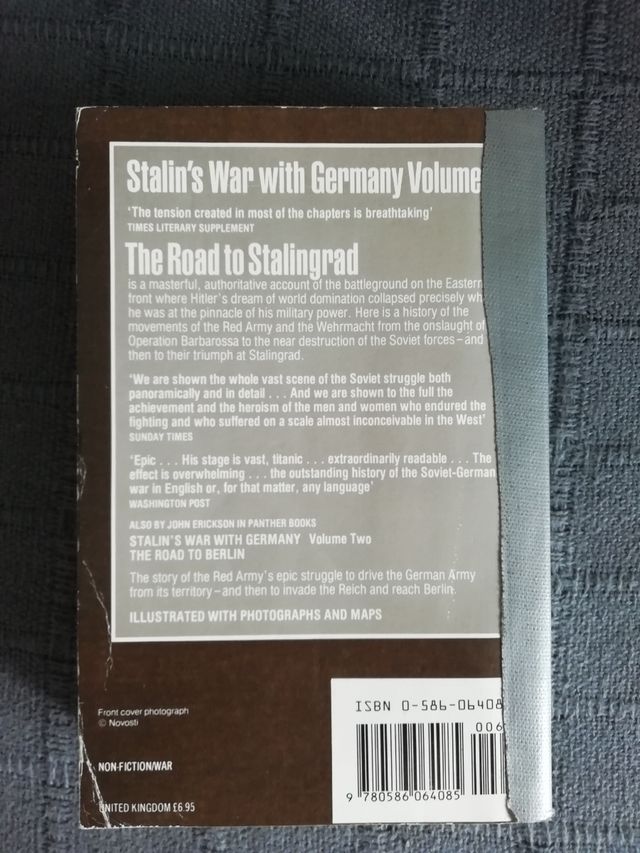 Stalin's War with Germany Volume
'The tension created in most of the chapters is breathtaking'
TIMES LITERARY SUPPLEMENT
The Road to Stalingrad
is a masterful, authoritative account of the battleground on the Eastern
front where Hitler's dream of world domination collapsed precisely wh
he was at the pinnacle of his military power. Here is a history of the
movements of the Red Army and the Wehrmacht from the onslaught of
Operation Barbarossa to the near destruction of the Soviet forces – and
then to their triumph at Stalingrad.
'We are shown the whole vast scene of the Soviet struggle both
panoramically and in detail . . . And we are shown to the full the
achievement and the heroism of the men and women who endured the
fighting and who suffered on a scale almost inconceivable in the West'
SUNDAY TIMES
'Epic . . . His stage is vast, titanic . . . extraordinarily readable . . . The
effect is overwhelming . . . the outstanding history of the Soviet-German
war in English or, for that matter, any language'
WASHINGTON POST
ALSO BY JOHN ERICKSON IN PANTHER BOOKS
STALIN'S WAR WITH GERMANY Volume Two
THE ROAD TO BERLIN
The story of the Red Army's epic struggle to drive the German Army
from its territory – and then to invade the Reich and reach Berlin.
ILLUSTRATED WITH PHOTOGRAPHS AND MAPS
Front cover photograph
© Novosti
NON-FICTION/WAR
UNITED KINGDOM £6.95
ISBN 0-586-06408
006
9 780586 064085